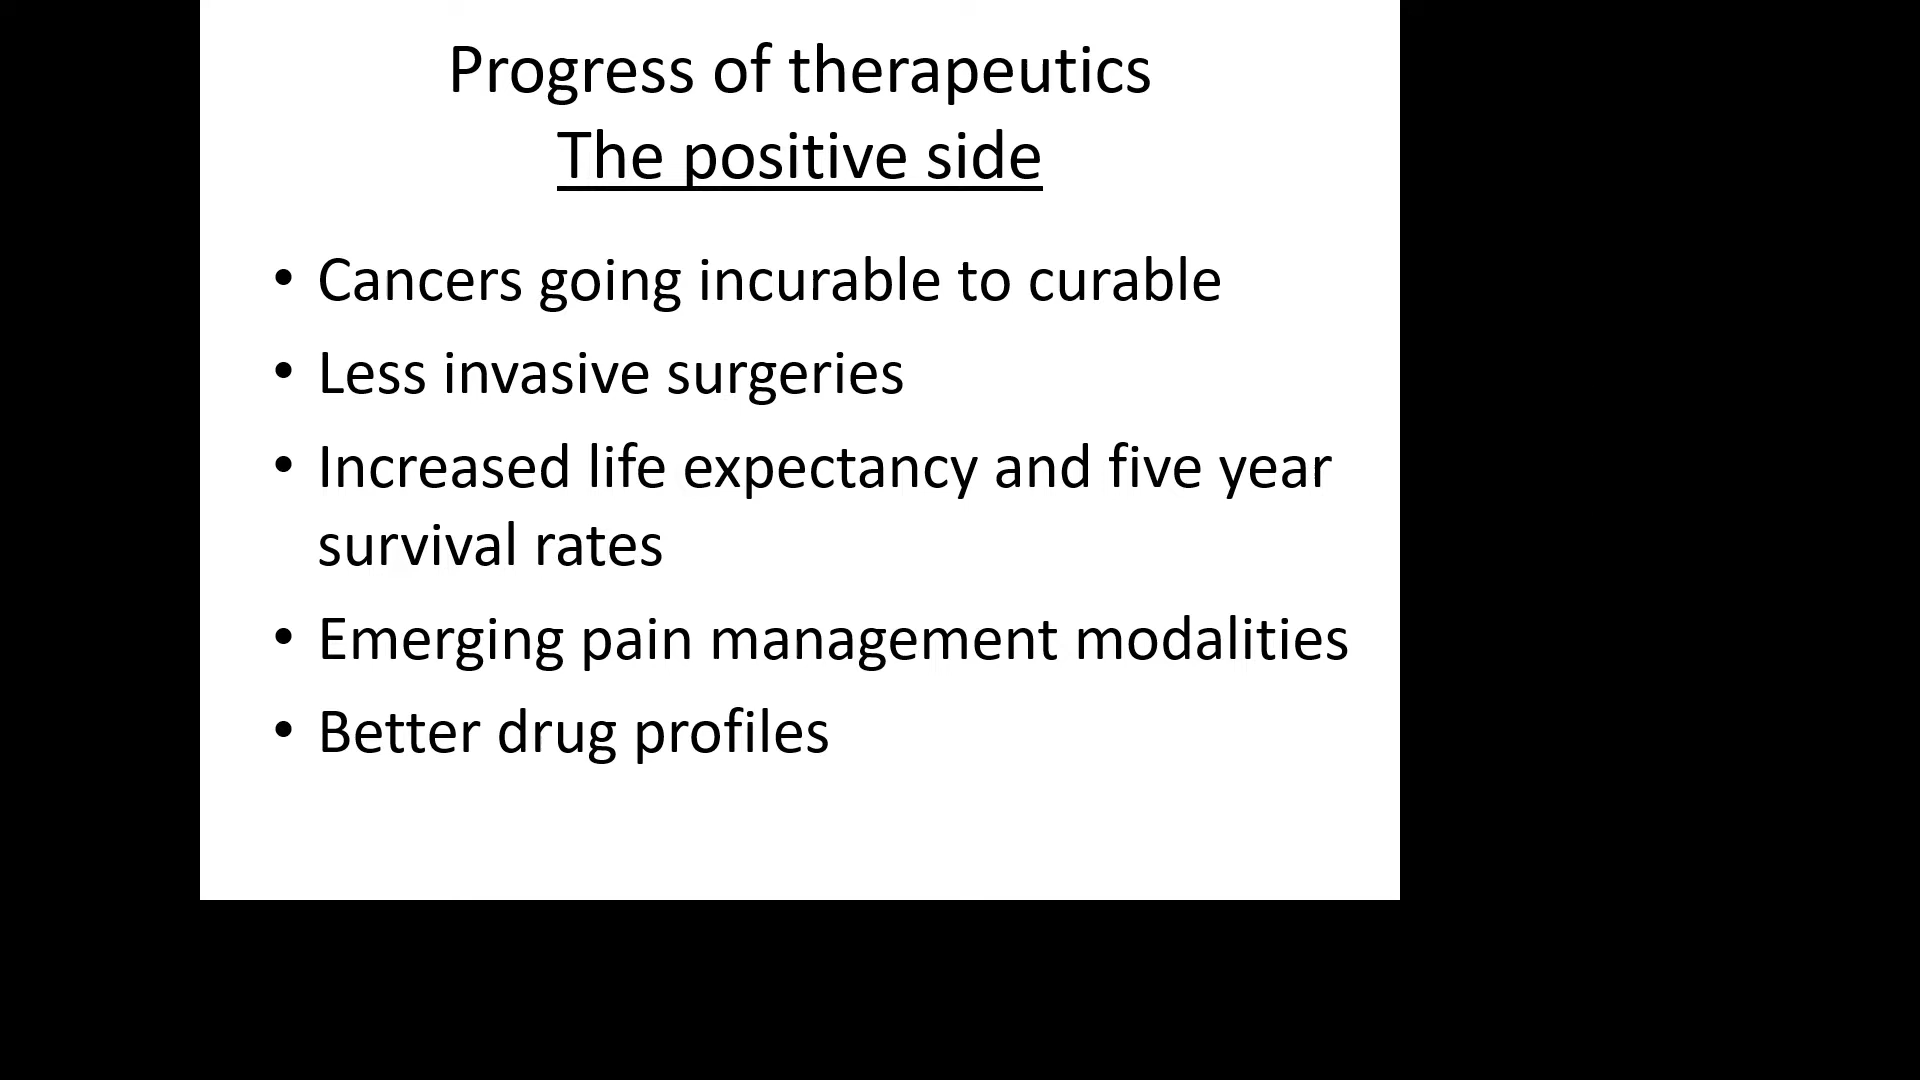 Progress of therapeutics
The positive side
• Cancers going incurable to curable
• Less invasive surgeries
• Increased life expectancy and five year
survival rates
• Emerging pain management modalities
• Better drug profiles